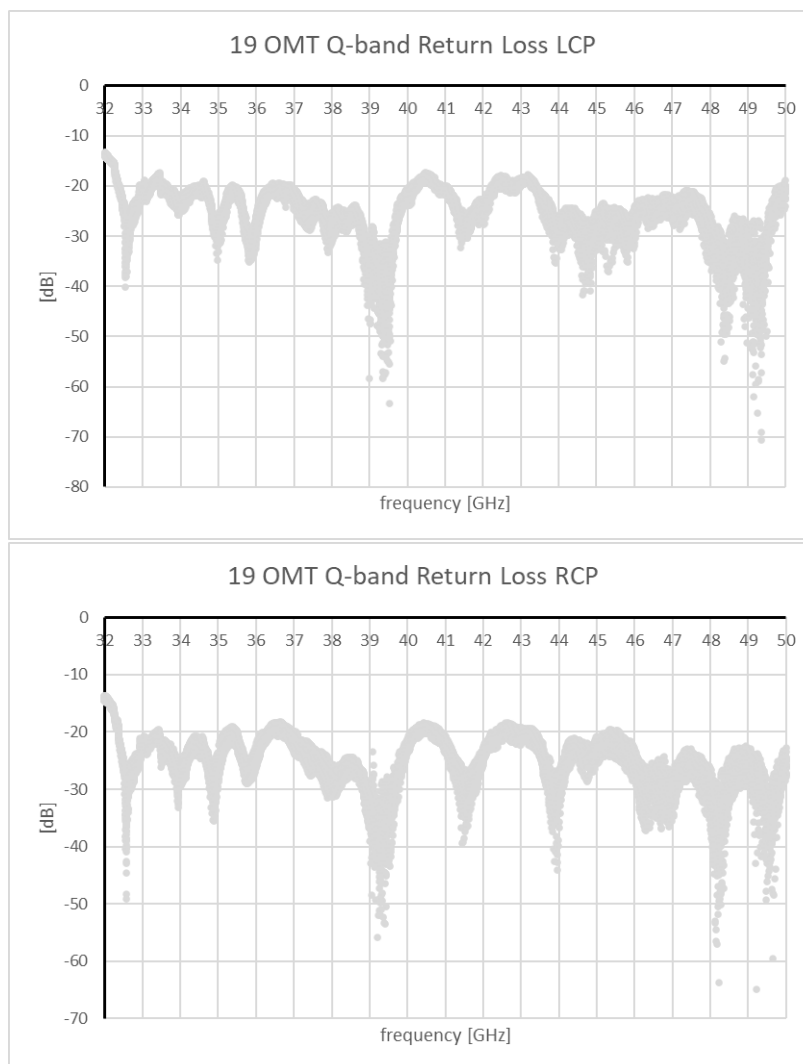 19 OMT Q-band Return Loss LCP
0
32 33 34 35 36 37 38 39 40 41 42 43 44 45 46 47 48 49 50
-10
-20
-30
-40
[dB]
-50
-60
-70
-80
frequency [GHz]
19 OMT Q-band Return Loss RCP
0
32 33 34 35 36 37 38 39 40 41 42 43 44 45 46 47 48 49 50
-10
-20
-30
[dB]
-40
-50
-60
-70
frequency [GHz]